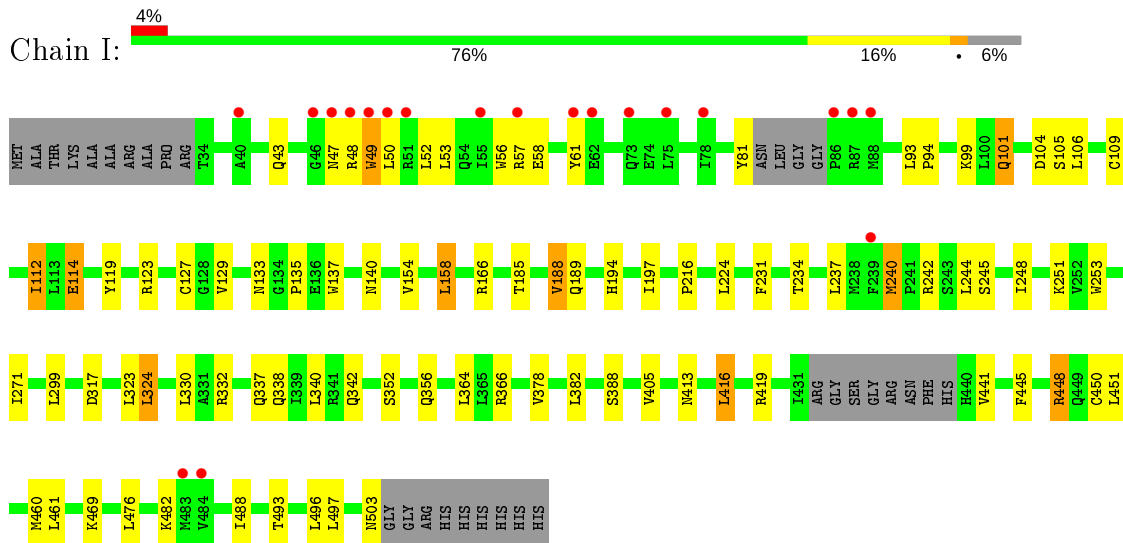 4%
Chain I:
76% 16% • 6%
MET ALA THR LYS ALA ALA ARG ALA PRO ARG T34 A40 Q43 G46 N47 R48 W49 L50 R51 L52 L53 Q54 I55 W56 R57 E58 Y61 E62 Q73 E74 L75 I78 Y81 ASN LEU GLY GLY P86 R87 M88 L93 P94 K99 L100 Q101 D104 S105 L106 C109
I112 L113 E114 Y119 R123 C127 G128 V129 N133 G134 P135 E136 W137 N140 V154 L158 R166 T185 V188 Q189 H194 I197 P216 L224 F231 T234 L237 M238 F239 M240 P241 R242 S243 L244 S245 I248 K251 V252 W253
I271 L299 D317 L323 L324 L330 A331 R332 Q337 Q338 I339 L340 R341 Q342 S352 Q356 L364 L365 R366 V378 L382 S388 V405 N413 L416 R419 I431 ARG GLY SER GLY ARG ASN PHE HIS H440 V441 F445 R448 Q449 C450 L451
M460 L461 K469 L476 K482 M483 V484 I488 T493 L496 L497 N503 GLY GLY ARG HIS HIS HIS HIS HIS HIS